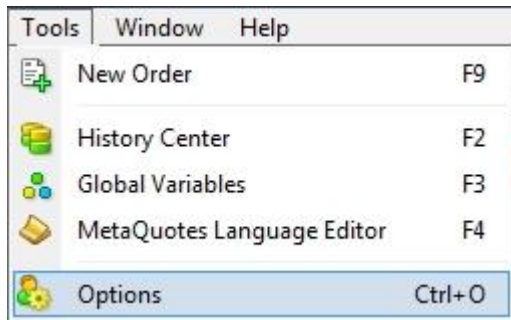 Tools Window Help
New Order F9
History Center F2
Global Variables F3
MetaQuotes Language Editor F4
Options Ctrl+O